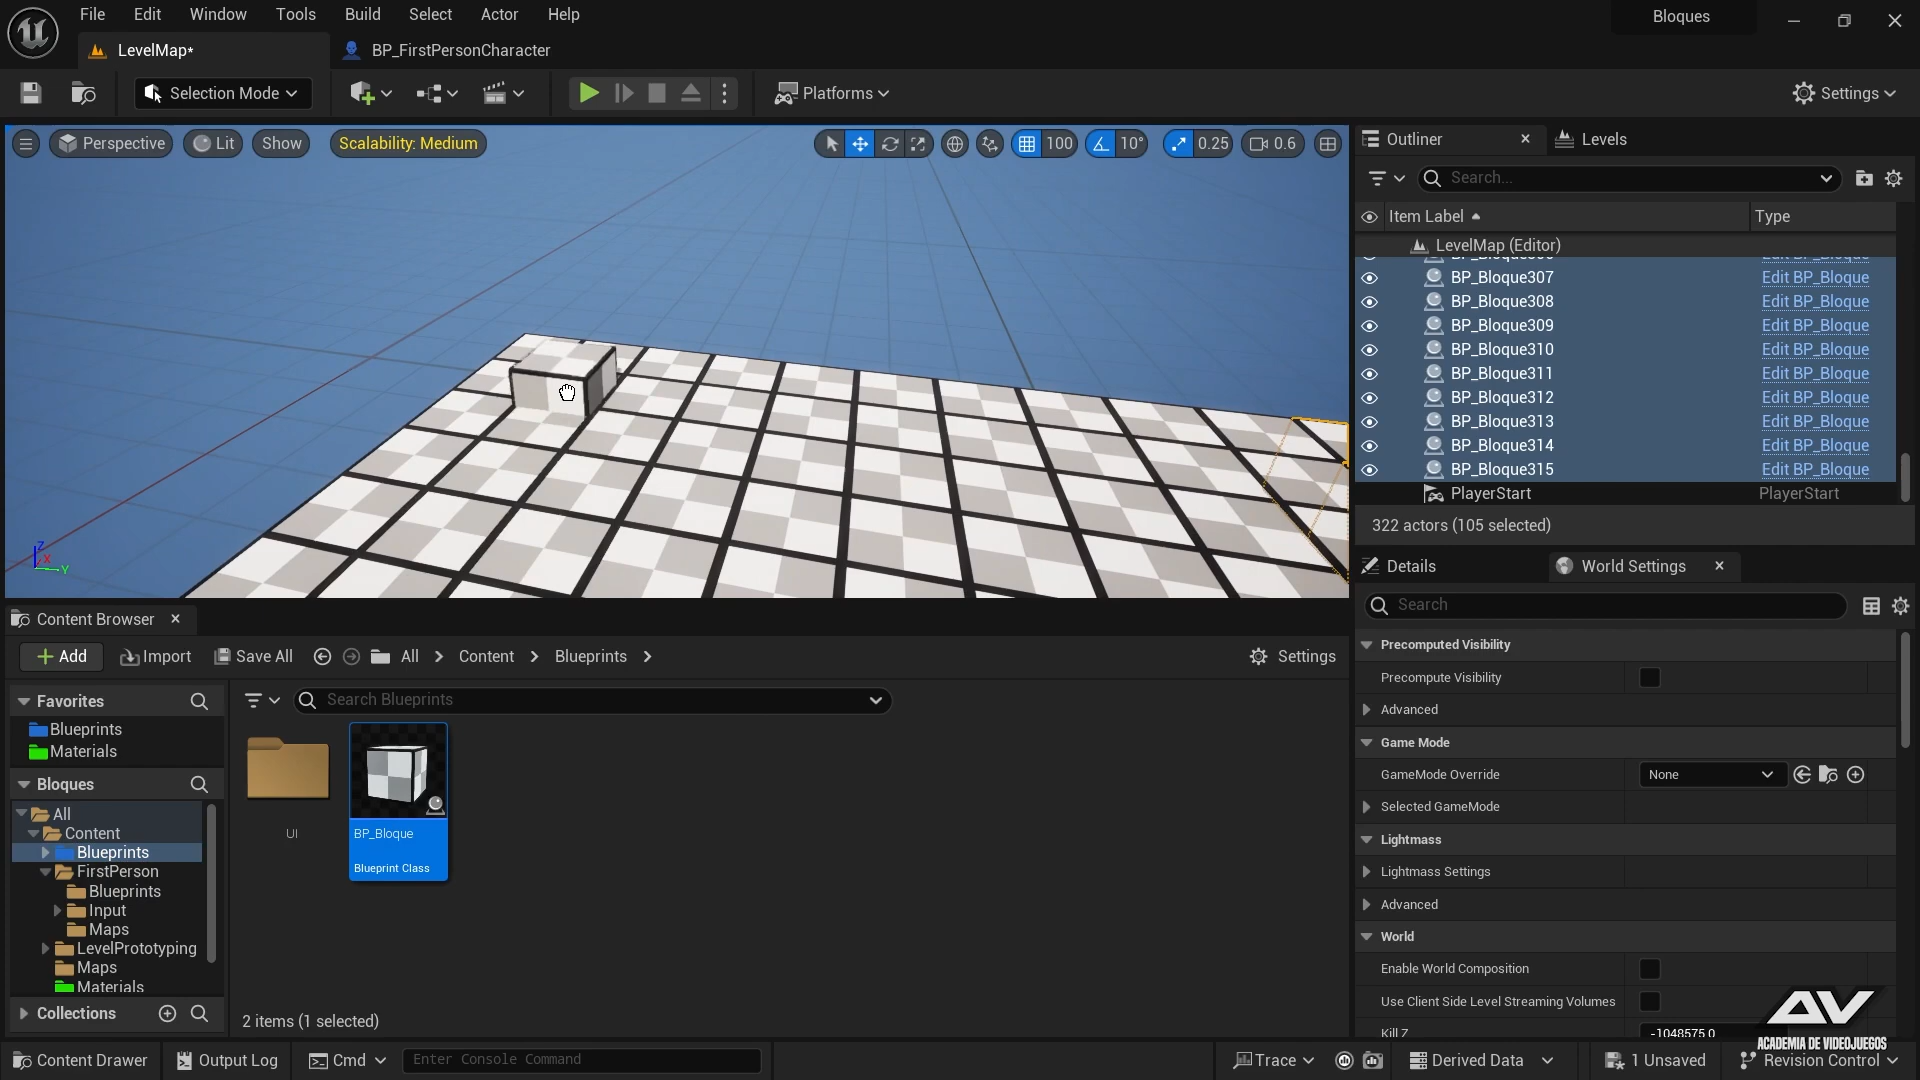 File Edit Window Tools Build Select Actor Help
Bloques
LevelMap*
BP_FirstPersonCharacter
Selection Mode
Platforms
Settings
Perspective
Lit
Show
Scalability: Medium
100
10°
0.25
0.6
Outliner
Levels
Search...
Item Label
Type
LevelMap (Editor)
BP_Bloque307 Edit BP_Bloque
BP_Bloque308 Edit BP_Bloque
BP_Bloque309 Edit BP_Bloque
BP_Bloque310 Edit BP_Bloque
BP_Bloque311 Edit BP_Bloque
BP_Bloque312 Edit BP_Bloque
BP_Bloque313 Edit BP_Bloque
BP_Bloque314 Edit BP_Bloque
BP_Bloque315 Edit BP_Bloque
PlayerStart PlayerStart
322 actors (105 selected)
Z
X
Y
Details
World Settings
Search
Precomputed Visibility
Precompute Visibility
Advanced
Game Mode
GameMode Override None
Selected GameMode
Lightmass
Lightmass Settings
Advanced
World
Enable World Composition
Use Client Side Level Streaming Volumes
Kill Z -1048575.0
Content Browser
Add
Import
Save All
All
Content
Blueprints
Settings
Favorites
Blueprints
Materials
Search Blueprints
Bloques
All
Content
Blueprints
FirstPerson
Blueprints
Input
Maps
LevelPrototyping
Maps
Materials
Collections
UI
BP_Bloque
Blueprint Class
2 items (1 selected)
AV
ACADEMIA DE VIDEOJUEGOS
Content Drawer
Output Log
Cmd
Enter Console Command
Trace
Derived Data
1 Unsaved
Revision Control